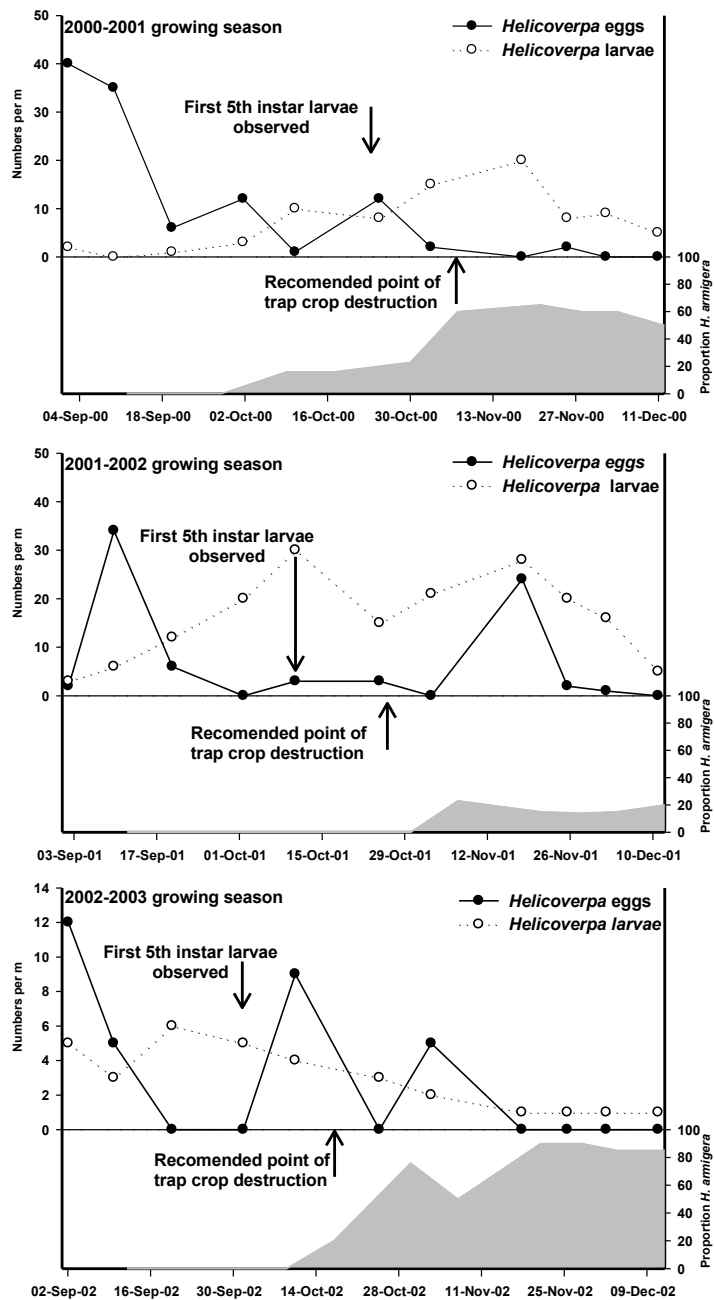 2000-2001 growing season
Helicoverpa eggs
Helicoverpa larvae
First 5th instar larvae
observed
Recomended point of
trap crop destruction
Numbers per m
50
40
30
20
10
0
100
80
60
40
20
0
Proportion H. armigera
04-Sep-00 18-Sep-00 02-Oct-00 16-Oct-00 30-Oct-00 13-Nov-00 27-Nov-00 11-Dec-00
2001-2002 growing season
Helicoverpa eggs
Helicoverpa larvae
First 5th instar larvae
observed
Recomended point of
trap crop destruction
Numbers per m
50
40
30
20
10
0
100
80
60
40
20
0
Proportion H. armigera
03-Sep-01 17-Sep-01 01-Oct-01 15-Oct-01 29-Oct-01 12-Nov-01 26-Nov-01 10-Dec-01
2002-2003 growing season
Helicoverpa eggs
Helicoverpa larvae
First 5th instar larvae
observed
Recomended point of
trap crop destruction
Numbers per m
14
12
10
8
6
4
2
0
100
80
60
40
20
0
Proportion H. armigera
02-Sep-02 16-Sep-02 30-Sep-02 14-Oct-02 28-Oct-02 11-Nov-02 25-Nov-02 09-Dec-02